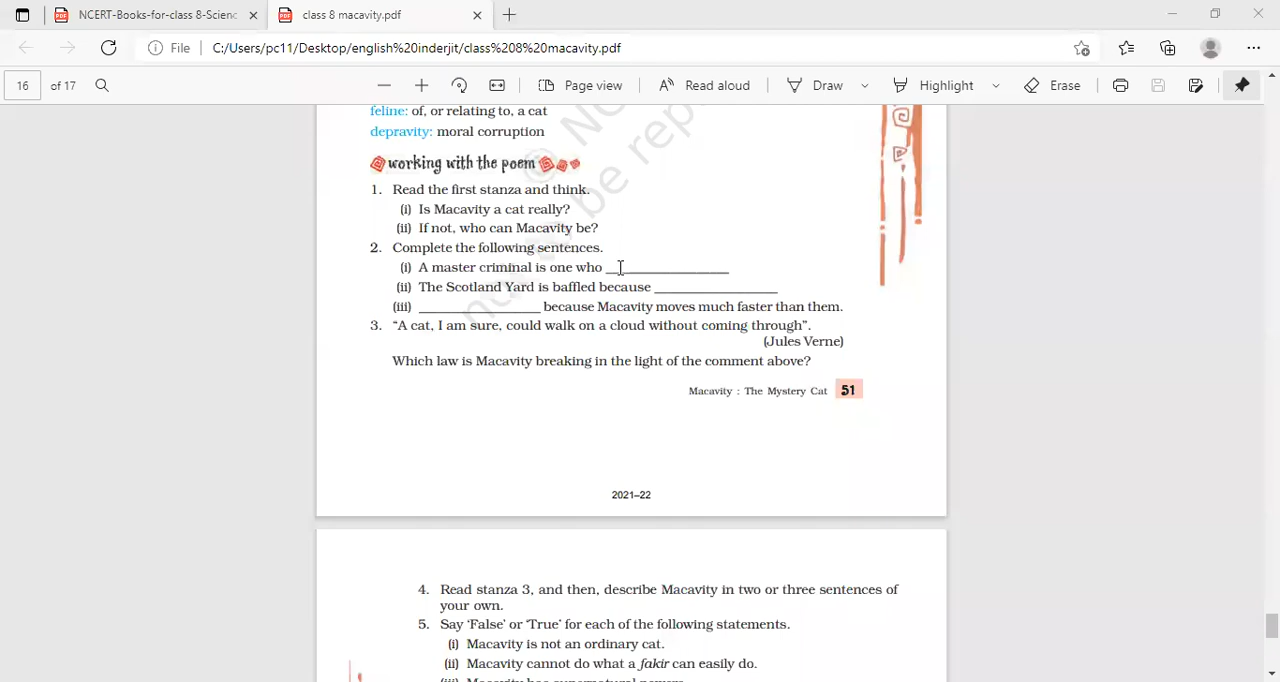 NCERT-Books-for-class 8-Scienc
class 8 macavity.pdf
File
C:/Users/pc11/Desktop/english%20inderjit/class%208%20macavity.pdf
16 of 17
Page view
Read aloud
Draw
Highlight
Erase
feline: of, or relating to, a cat
depravity: moral corruption
working with the poem
1. Read the first stanza and think.
(i) Is Macavity a cat really?
(ii) If not, who can Macavity be?
2. Complete the following sentences.
(i) A master criminal is one who _______________
(ii) The Scotland Yard is baffled because _______________
(iii) _______________ because Macavity moves much faster than them.
3. “A cat, I am sure, could walk on a cloud without coming through”.
(Jules Verne)
Which law is Macavity breaking in the light of the comment above?
Macavity : The Mystery Cat 51
2021–22
4. Read stanza 3, and then, describe Macavity in two or three sentences of
your own.
5. Say ‘False’ or ‘True’ for each of the following statements.
(i) Macavity is not an ordinary cat.
(ii) Macavity cannot do what a fakir can easily do.
(iii) Macavity has supernatural powers.